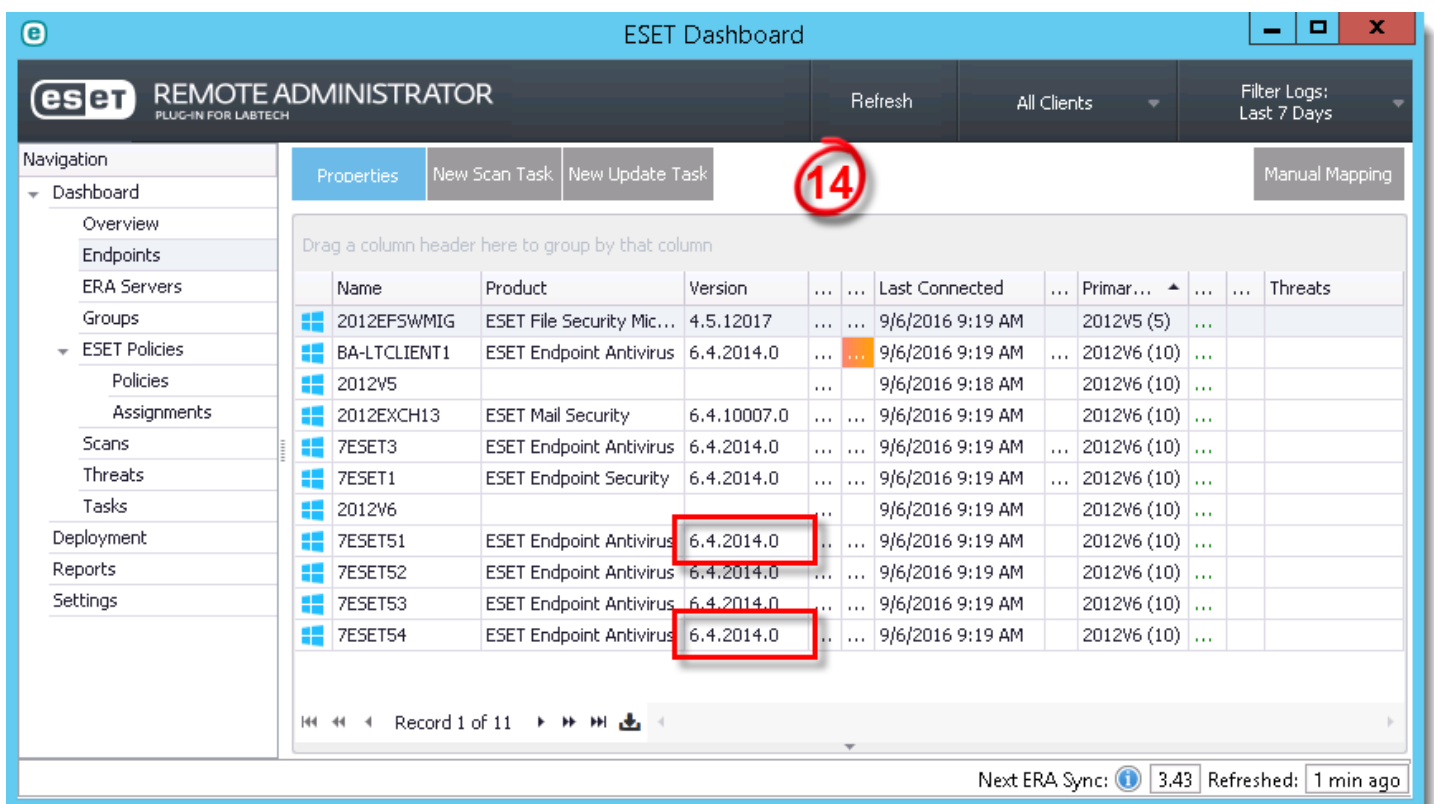 ESET Dashboard
eset REMOTE ADMINISTRATOR
PLUG-IN FOR LABTECH
Refresh
All Clients
Filter Logs:
Last 7 Days
Navigation
Dashboard
Overview
Endpoints
ERA Servers
Groups
ESET Policies
Policies
Assignments
Scans
Threats
Tasks
Deployment
Reports
Settings
Properties New Scan Task New Update Task 14 Manual Mapping
Drag a column header here to group by that column
Name Product Version ... ... Last Connected ... Primar... ... ... Threats
2012EFSWMIG ESET File Security Mic... 4.5.12017 ... ... 9/6/2016 9:19 AM 2012V5 (5) ...
BA-LTCLIENT1 ESET Endpoint Antivirus 6.4.2014.0 ... ... 9/6/2016 9:19 AM ... 2012V6 (10) ...
2012V5 ... 9/6/2016 9:18 AM 2012V6 (10) ...
2012EXCH13 ESET Mail Security 6.4.10007.0 ... ... 9/6/2016 9:19 AM 2012V6 (10) ...
7ESET3 ESET Endpoint Antivirus 6.4.2014.0 ... ... 9/6/2016 9:19 AM ... 2012V6 (10) ...
7ESET1 ESET Endpoint Security 6.4.2014.0 ... ... 9/6/2016 9:19 AM ... 2012V6 (10) ...
2012V6 ... 9/6/2016 9:19 AM 2012V6 (10) ...
7ESET51 ESET Endpoint Antivirus 6.4.2014.0 ... ... 9/6/2016 9:19 AM 2012V6 (10) ...
7ESET52 ESET Endpoint Antivirus 6.4.2014.0 ... ... 9/6/2016 9:19 AM 2012V6 (10) ...
7ESET53 ESET Endpoint Antivirus 6.4.2014.0 ... ... 9/6/2016 9:19 AM 2012V6 (10) ...
7ESET54 ESET Endpoint Antivirus 6.4.2014.0 ... ... 9/6/2016 9:19 AM 2012V6 (10) ...
Record 1 of 11
Next ERA Sync: 3.43 Refreshed: 1 min ago